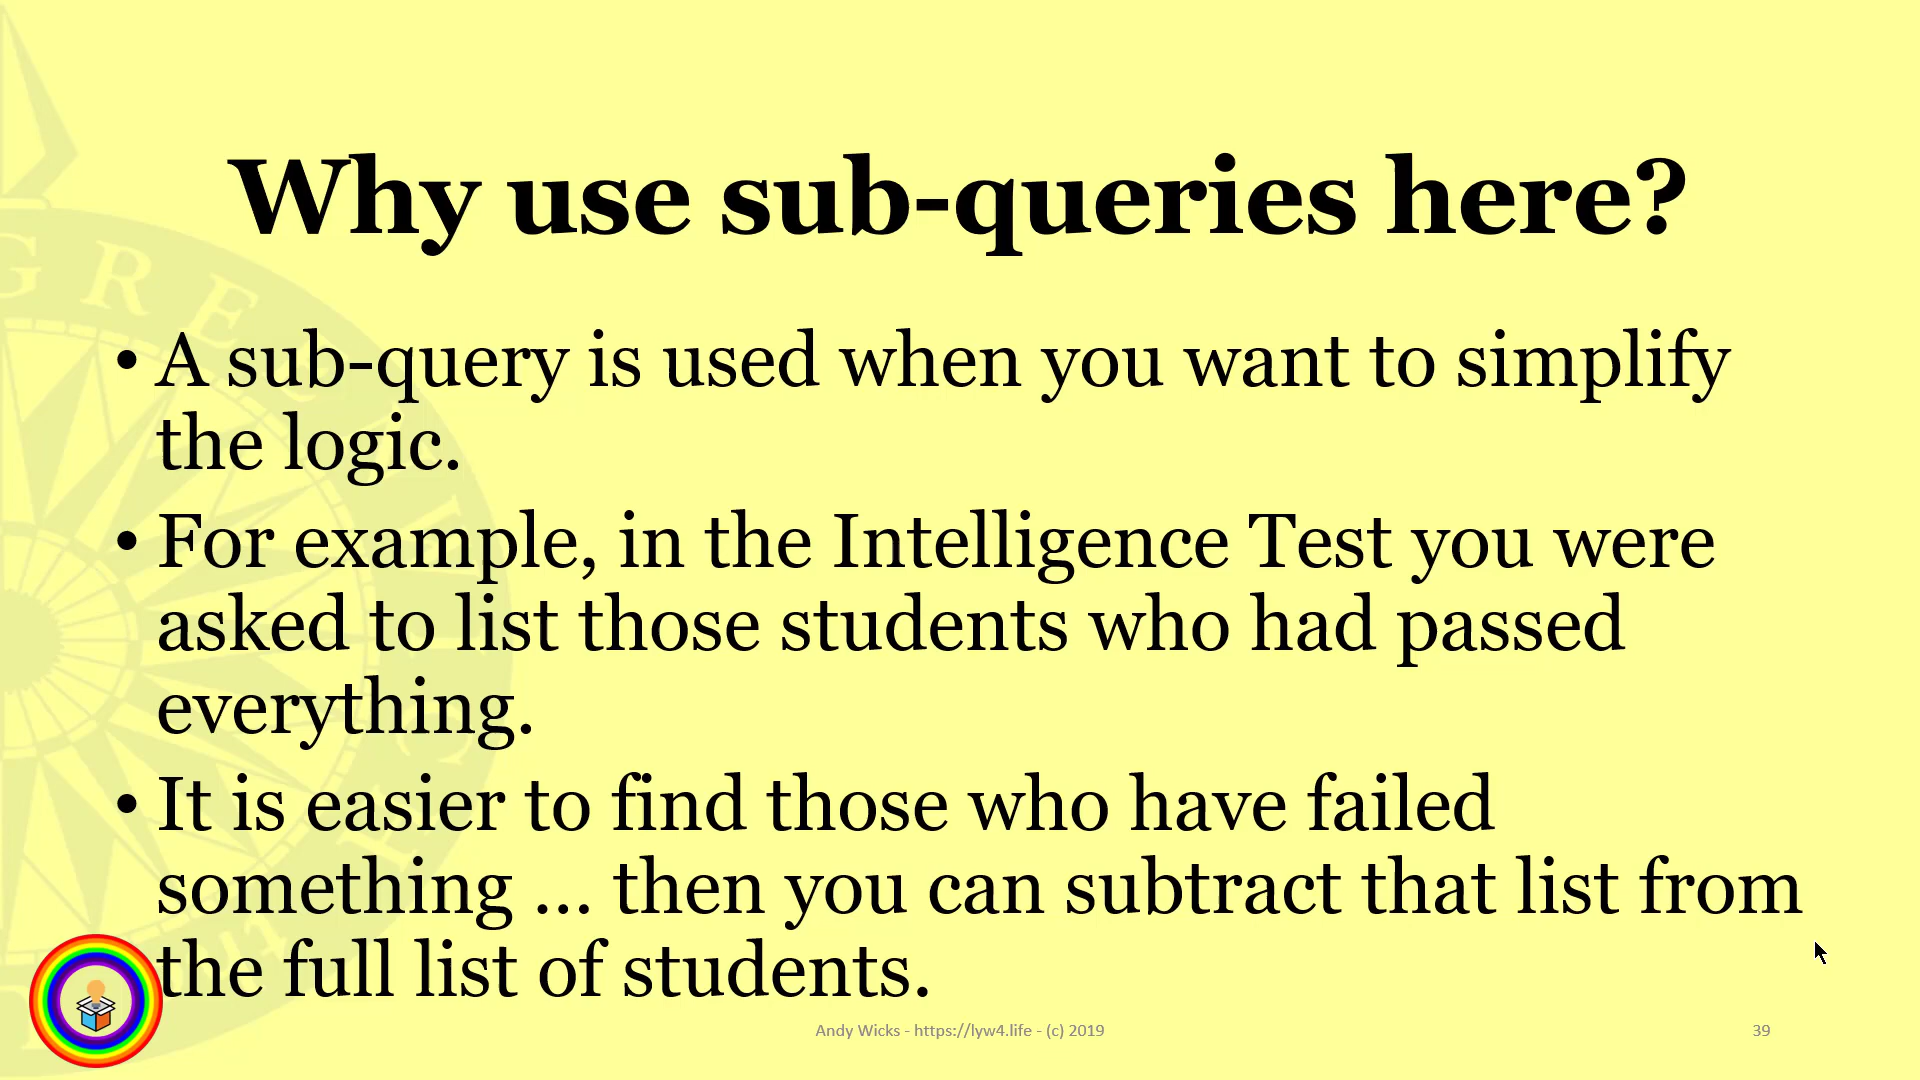 Why use sub-queries here?
• A sub-query is used when you want to simplify
the logic.
• For example, in the Intelligence Test you were
asked to list those students who had passed
everything.
• It is easier to find those who have failed
something … then you can subtract that list from
the full list of students.
Andy Wicks - https://lyw4.life - (c) 2019
39
G R E